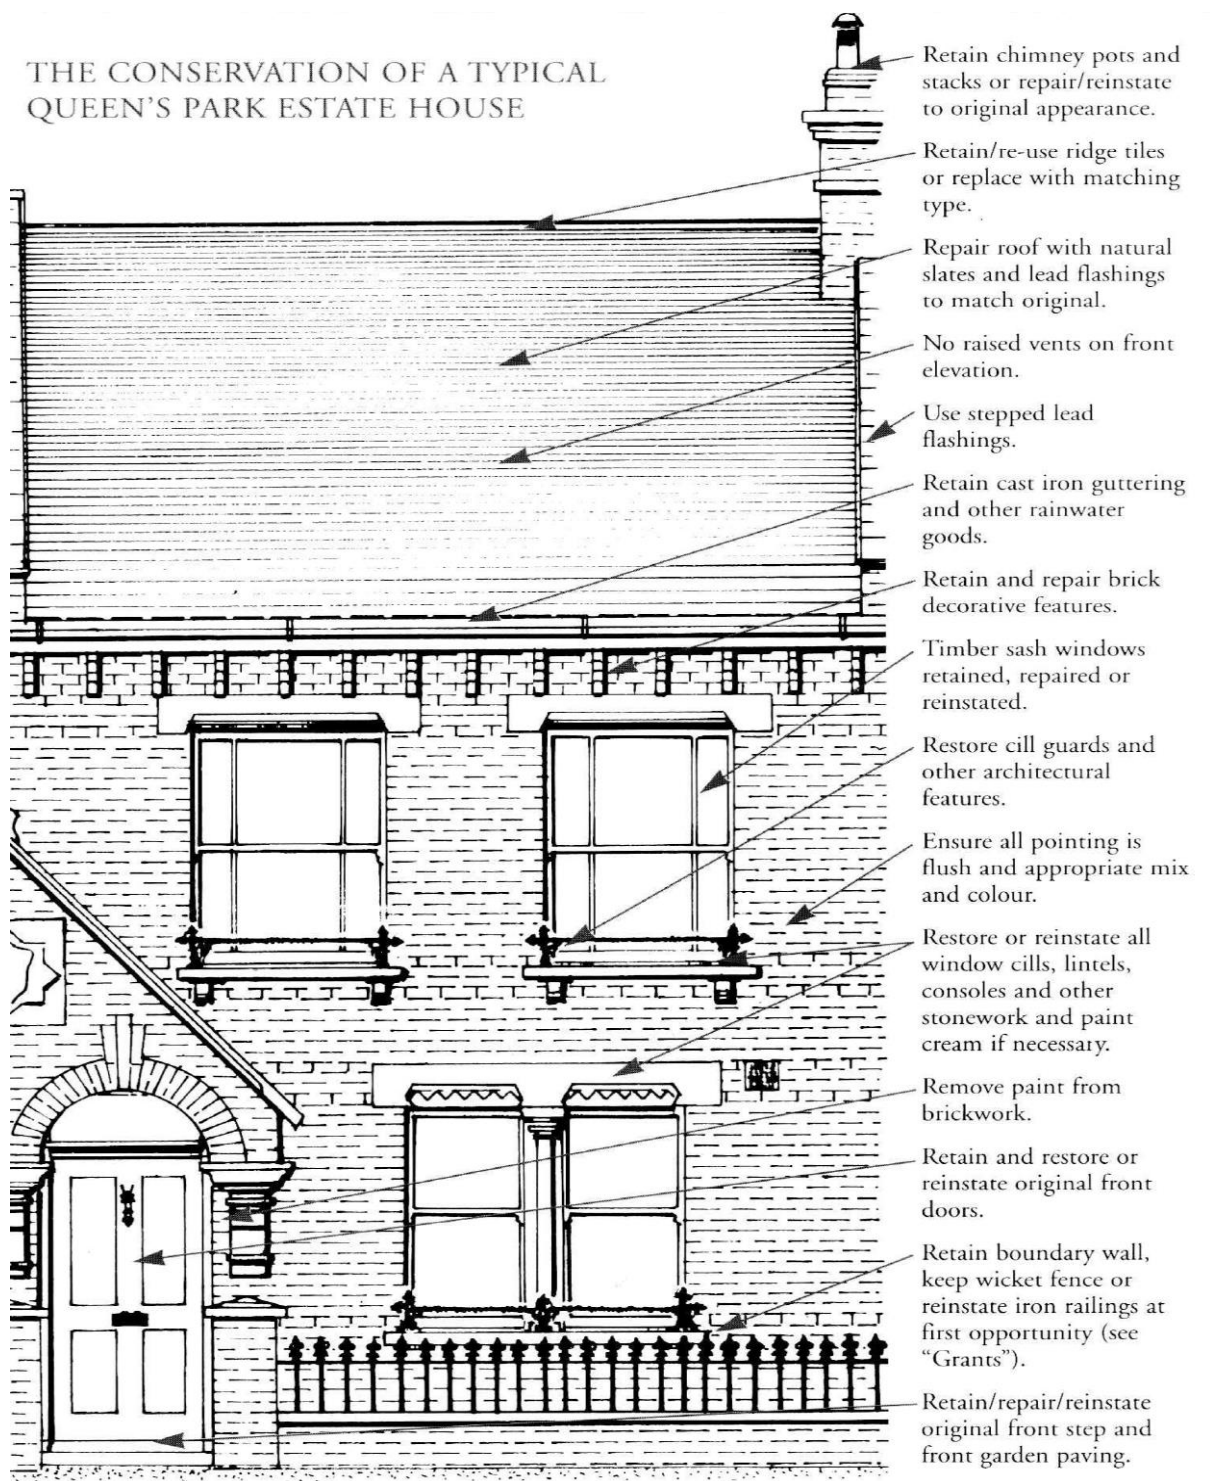 THE CONSERVATION OF A TYPICAL
QUEEN'S PARK ESTATE HOUSE
Retain chimney pots and
stacks or repair/reinstate
to original appearance.
Retain/re-use ridge tiles
or replace with matching
type.
Repair roof with natural
slates and lead flashings
to match original.
No raised vents on front
elevation.
Use stepped lead
flashings.
Retain cast iron guttering
and other rainwater
goods.
Retain and repair brick
decorative features.
Timber sash windows
retained, repaired or
reinstated.
Restore cill guards and
other architectural
features.
Ensure all pointing is
flush and appropriate mix
and colour.
Restore or reinstate all
window cills, lintels,
consoles and other
stonework and paint
cream if necessary.
Remove paint from
brickwork.
Retain and restore or
reinstate original front
doors.
Retain boundary wall,
keep wicket fence or
reinstate iron railings at
first opportunity (see
“Grants”).
Retain/repair/reinstate
original front step and
front garden paving.